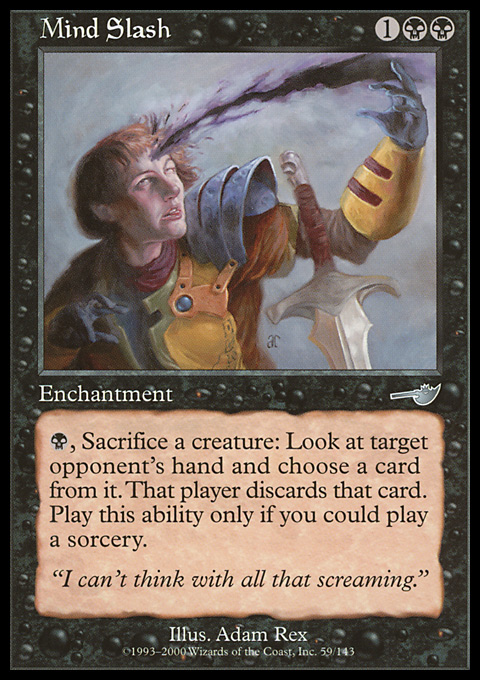 Mind Slash 1
ar
Enchantment
, Sacrifice a creature: Look at target
opponent's hand and choose a card
from it. That player discards that card.
Play this ability only if you could play
a sorcery.
"I can't think with all that screaming."
Illus. Adam Rex
©1993–2000 Wizards of the Coast, Inc. 59/143